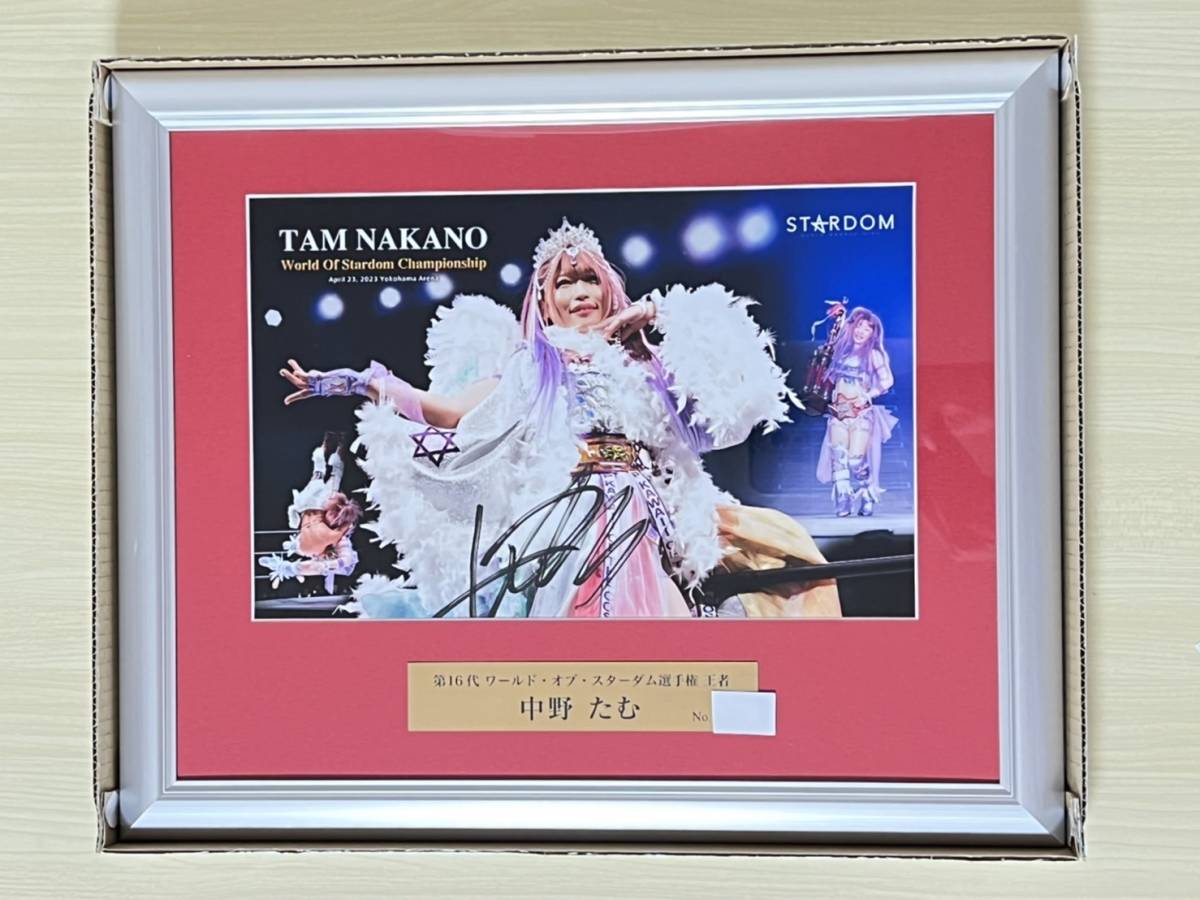 TAM NAKANO
World Of Stardom Championship
April 23, 2023 Yokohama Arena
STARDOM
KAWAII
第16代 ワールド・オブ・スターダム選手権 王者
中野 たむ
No